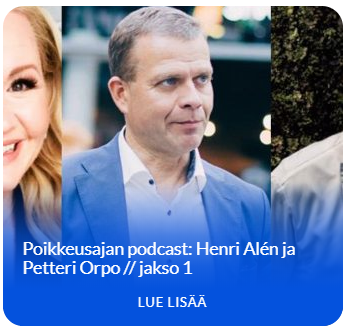 Poikkeusajan podcast: Henri Alén ja
Petteri Orpo // jakso 1
LUE LISÄÄ